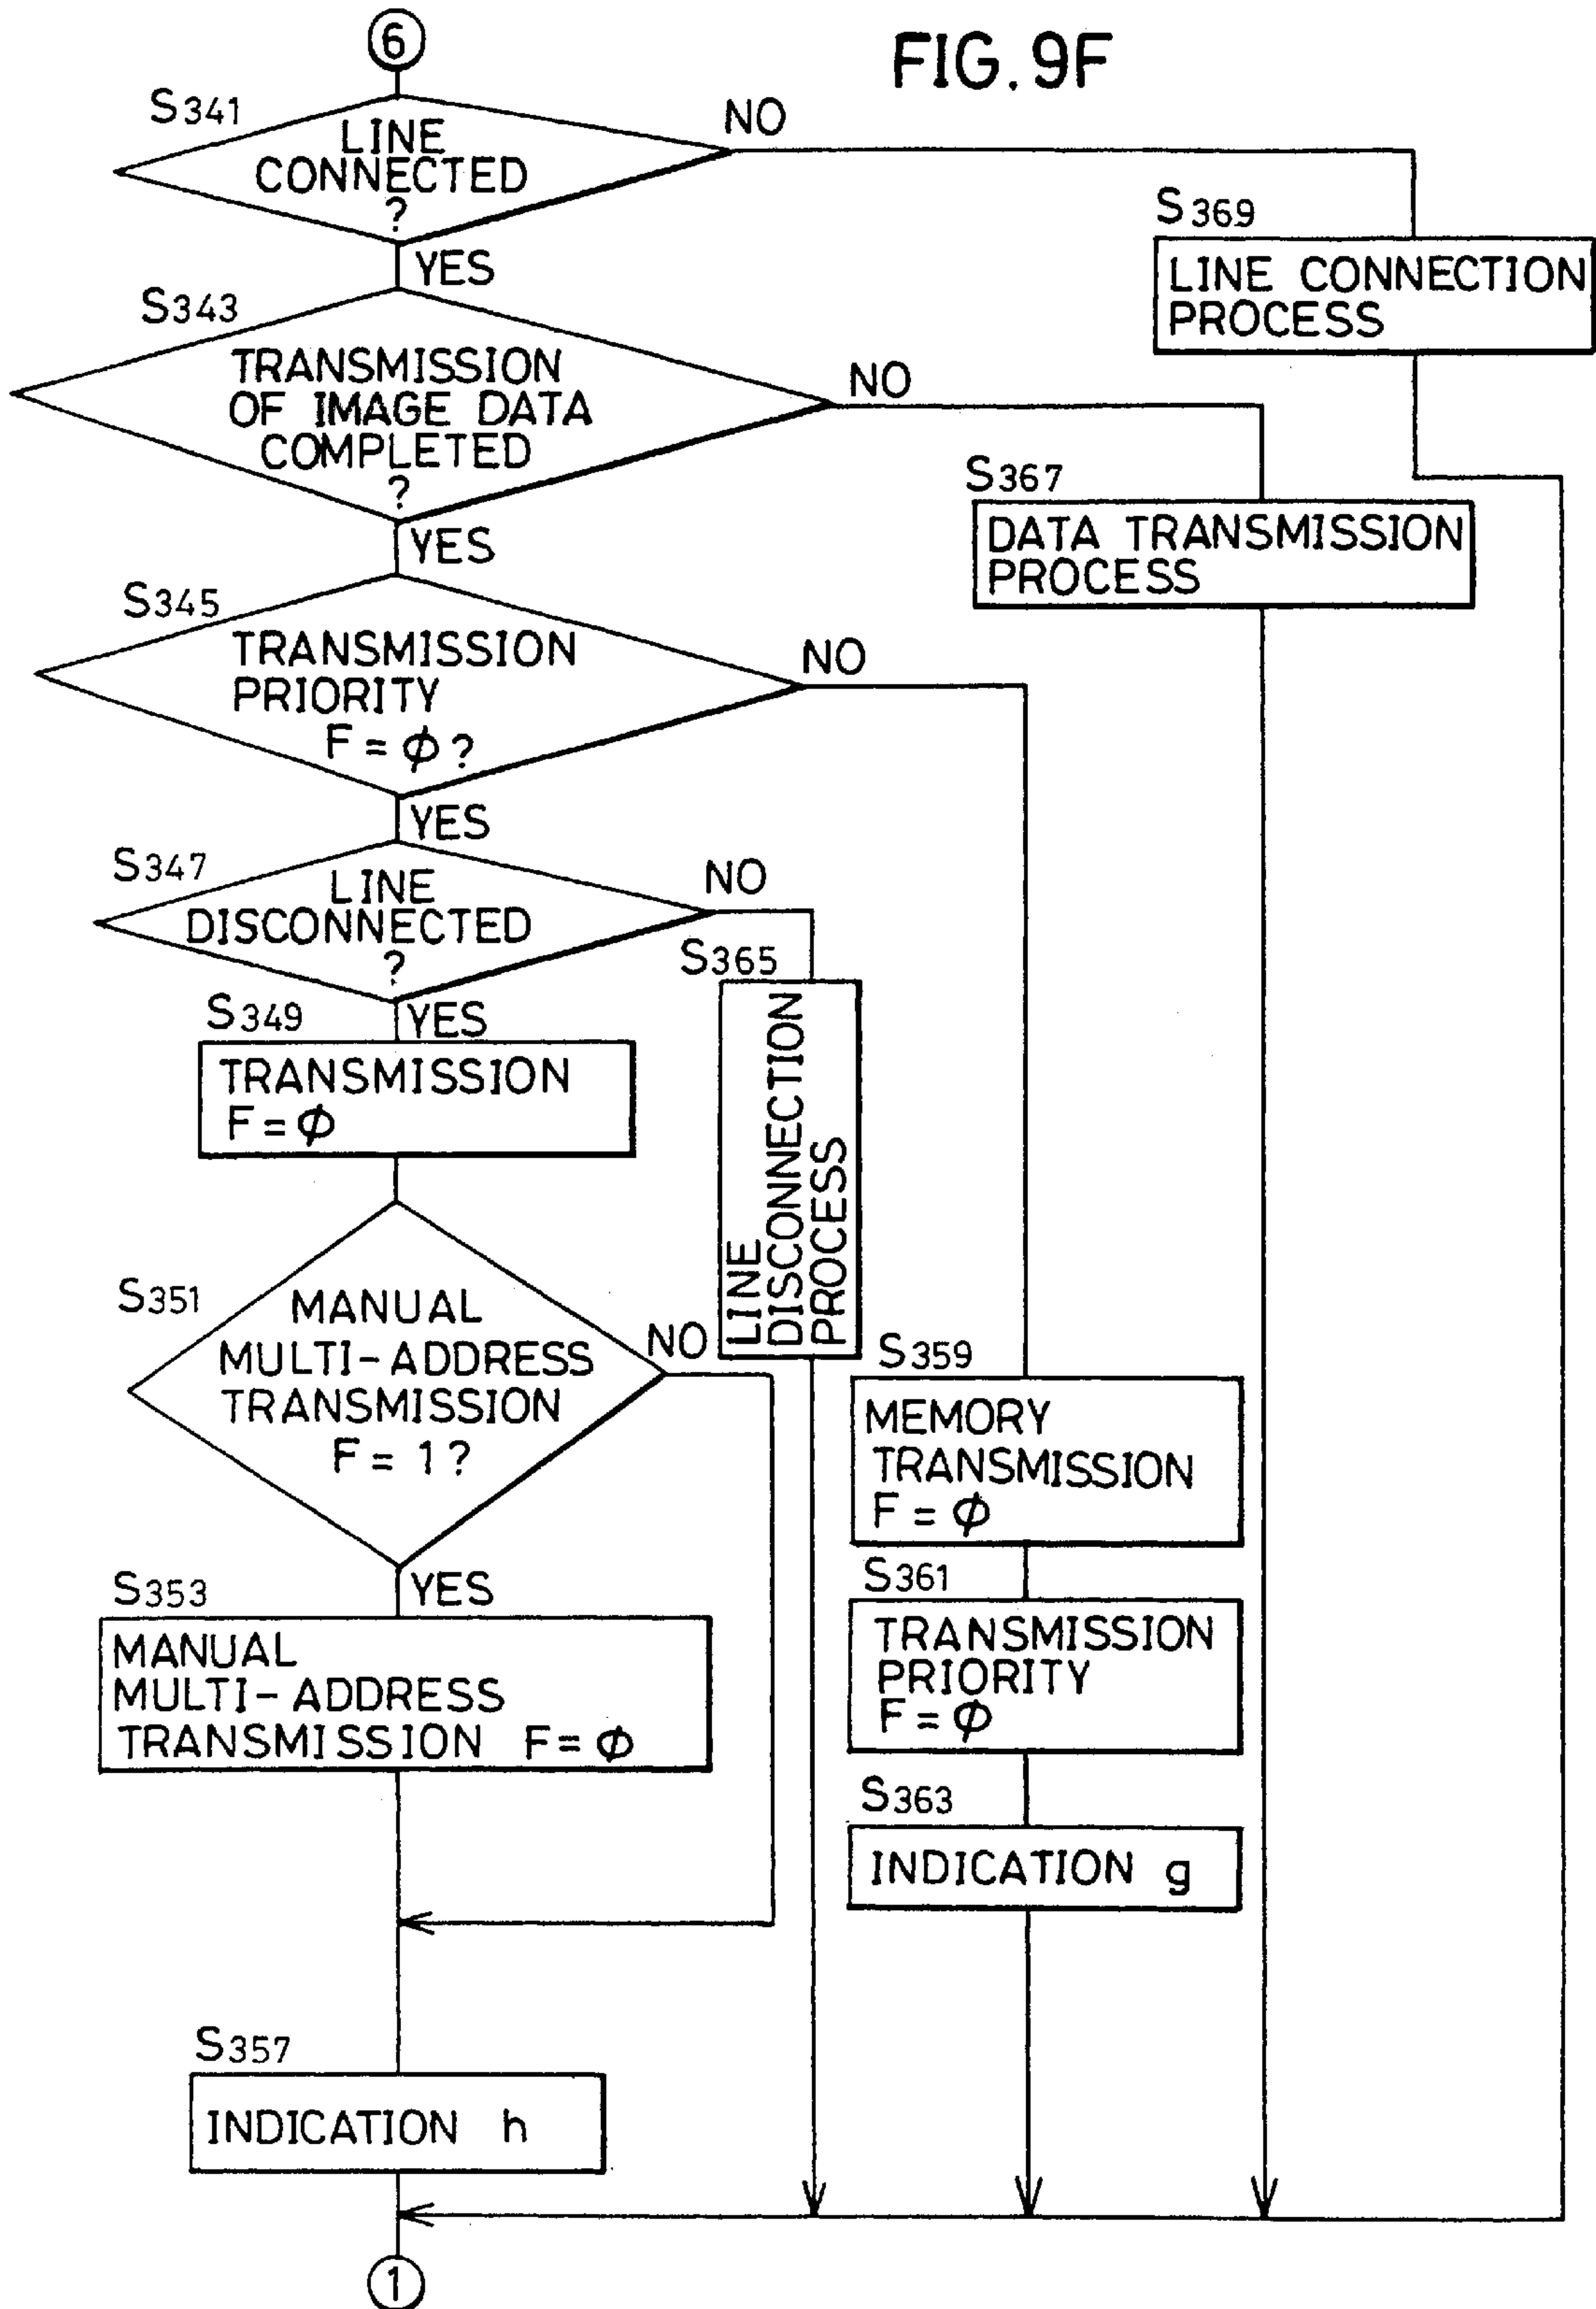 FIG. 9F
6
S341
LINE
CONNECTED
?
NO
YES
S369
LINE CONNECTION
PROCESS
S343
TRANSMISSION
OF IMAGE DATA
COMPLETED
?
NO
YES
S367
DATA TRANSMISSION
PROCESS
S345
TRANSMISSION
PRIORITY
F = ϕ ?
NO
YES
S347
LINE
DISCONNECTED
?
NO
YES
S365
LINE
DISCONNECTION
PROCESS
S349
TRANSMISSION
F = ϕ
S351
MANUAL
MULTI-ADDRESS
TRANSMISSION
F = 1 ?
NO
YES
S353
MANUAL
MULTI-ADDRESS
TRANSMISSION F = ϕ
S359
MEMORY
TRANSMISSION
F = ϕ
S361
TRANSMISSION
PRIORITY
F = ϕ
S363
INDICATION g
S357
INDICATION h
1